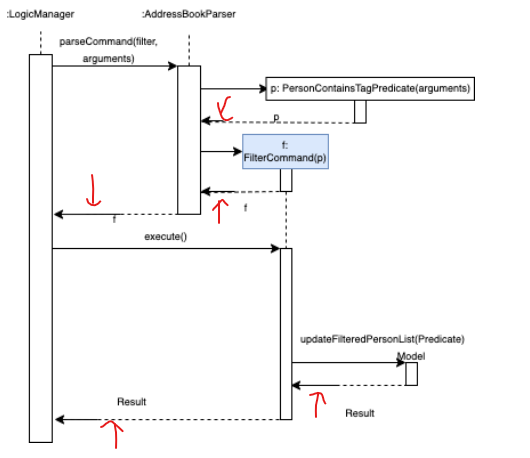 :LogicManager
:AddressBookParser
parseCommand(filter,
arguments)
p: PersonContainsTagPredicate(arguments)
p
f:
FilterCommand(p)
f
f
execute()
updateFilteredPersonList(Predicate)
Model
Result
Result